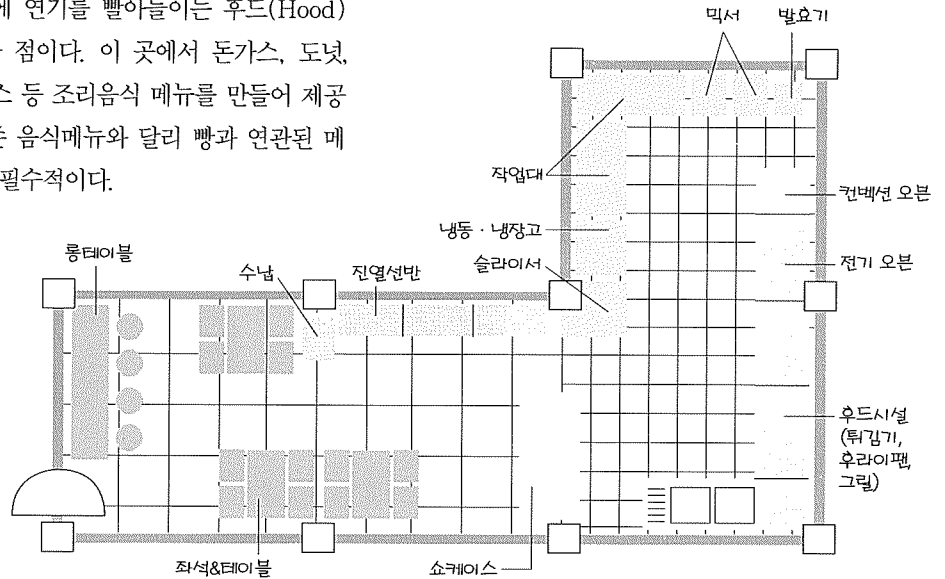 에 연기를 빨아들이는 후드(Hood)
점이다. 이 곳에서 돈가스, 도넛,
스 등 조리음식 메뉴를 만들어 제공
음식메뉴와 달리 빵과 연관된 메
필수적이다.
믹서
발효기
작업대
컨벡션 오븐
냉동·냉장고
전기 오븐
슬라이서
롱테이블
수납
진열선반
후드시설
(튀김기,
후라이팬,
그릴)
좌석&테이블
쇼케이스